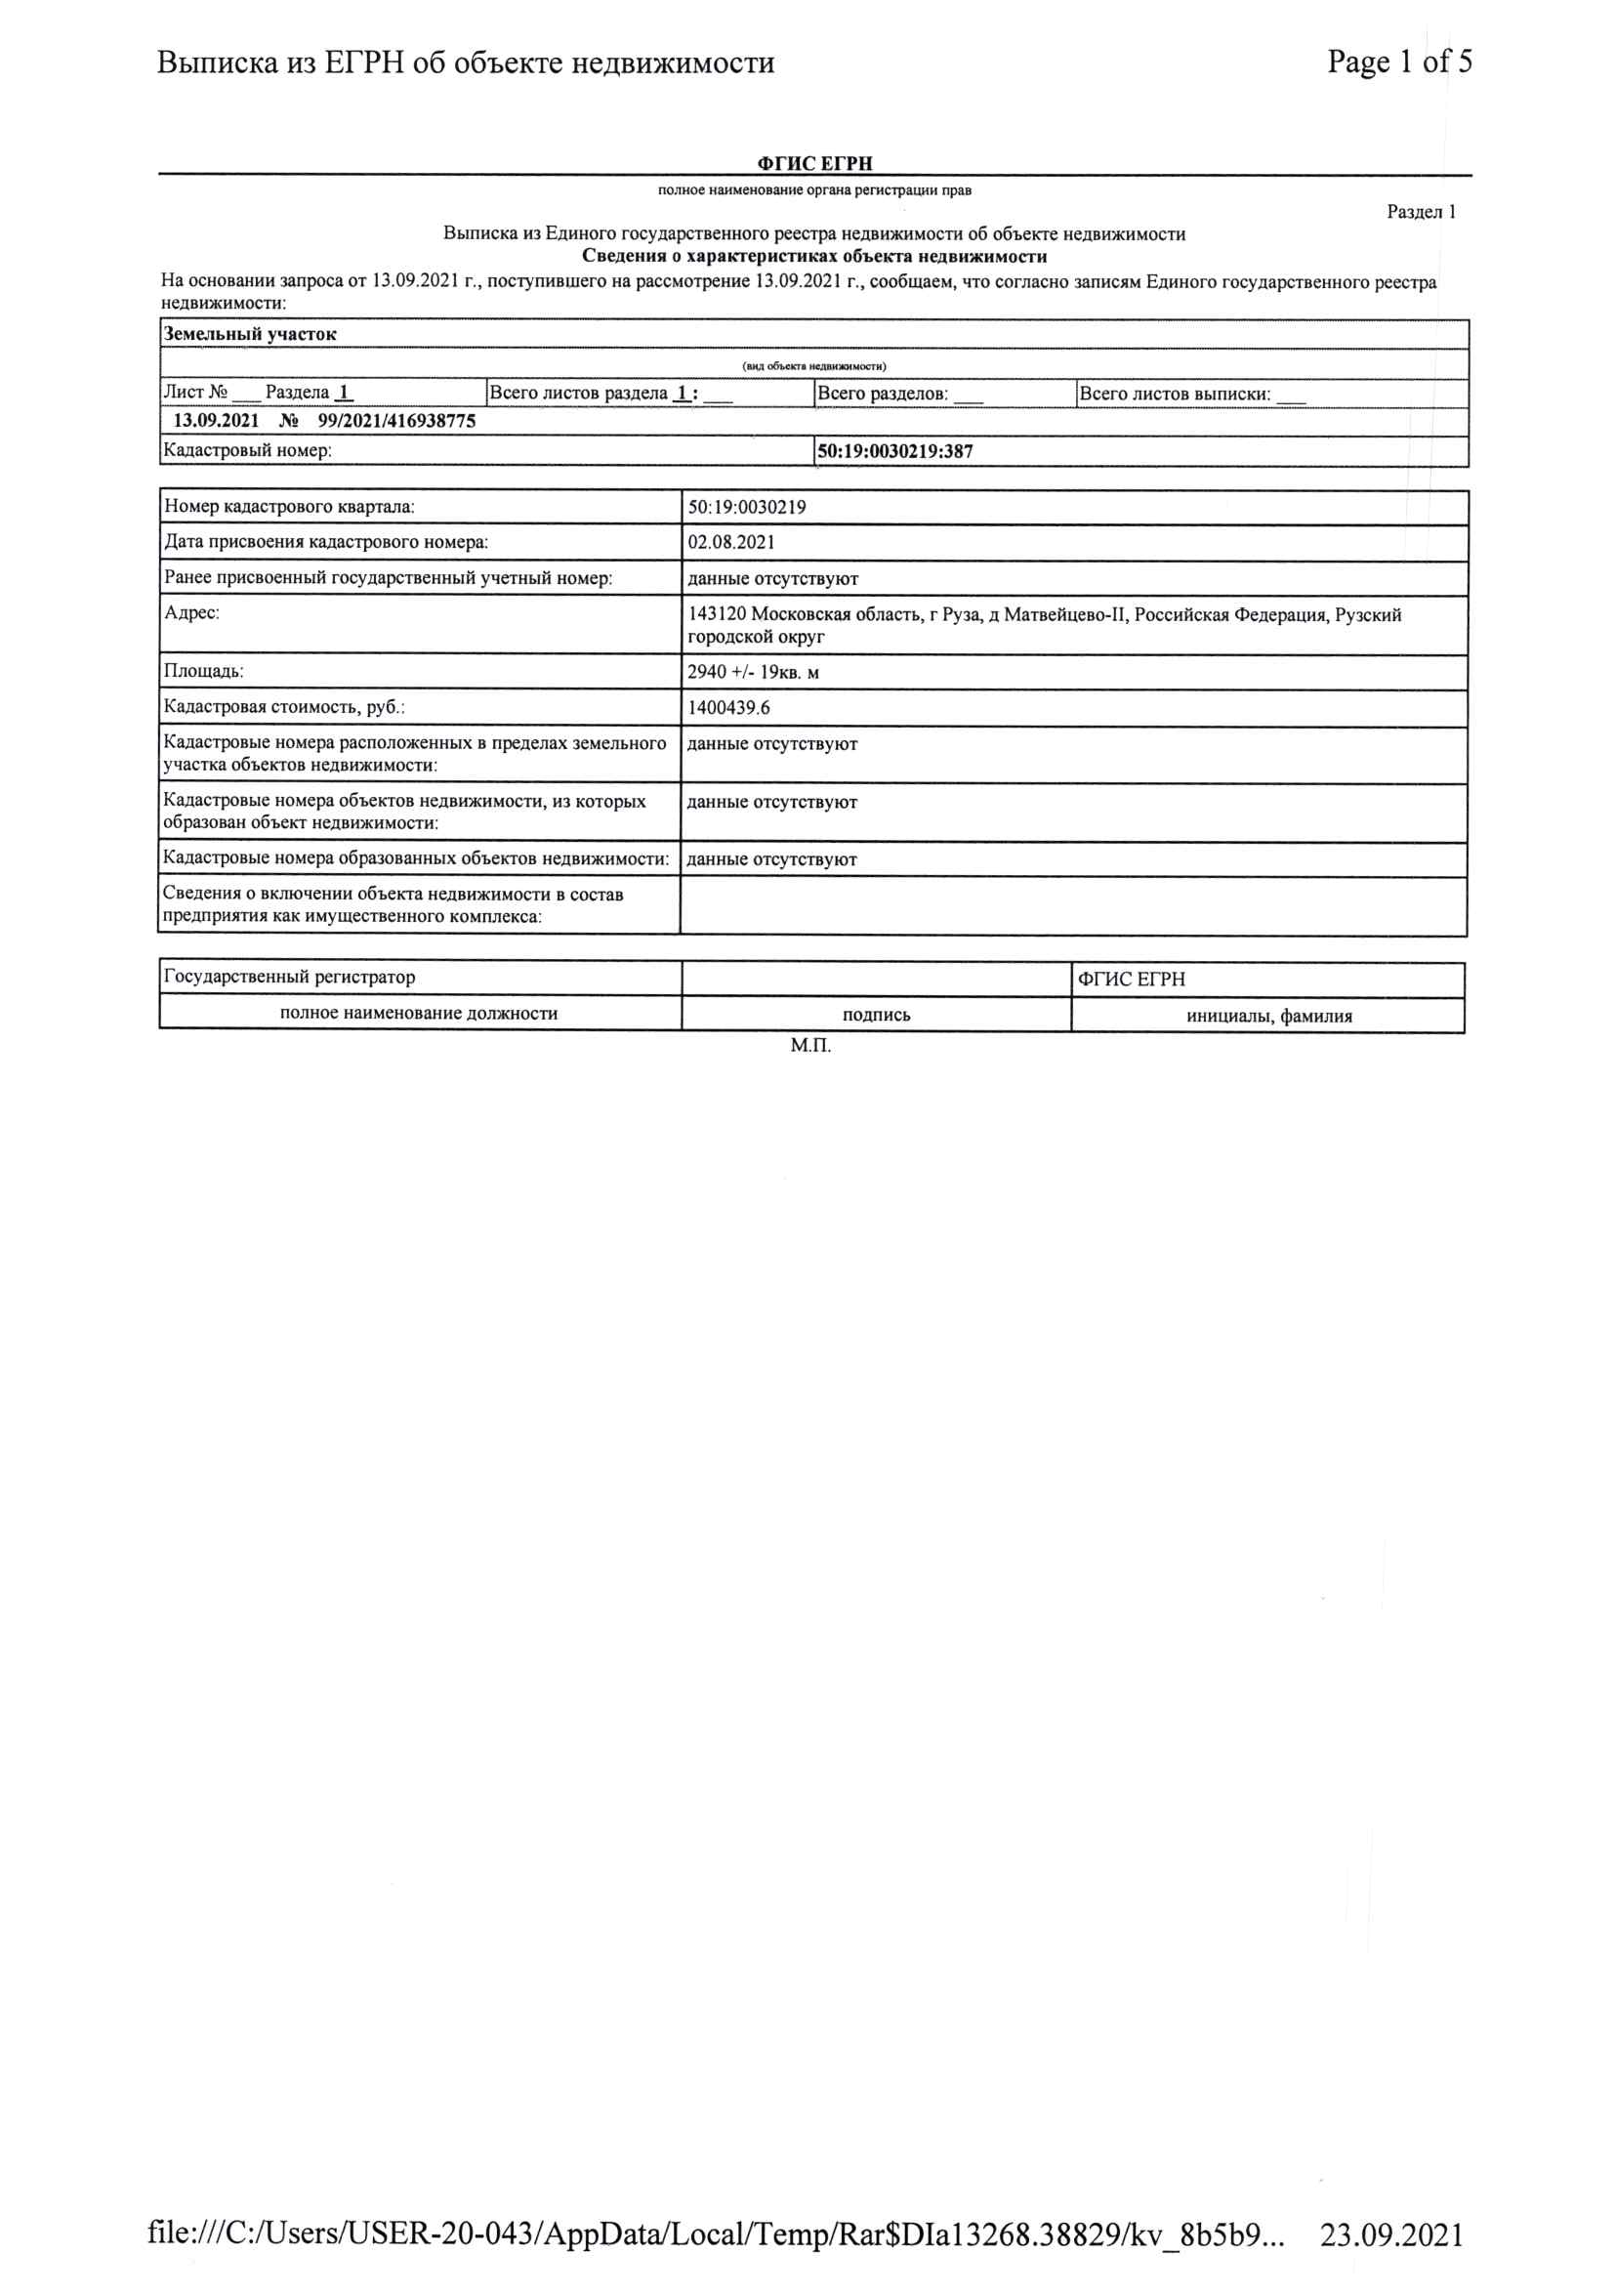 Выписка из ЕГРН об объекте недвижимости Page 1 of 5
ФГИС ЕГРН
полное наименование органа регистрации прав
Раздел 1
Выписка из Единого государственного реестра недвижимости об объекте недвижимости
Сведения о характеристиках объекта недвижимости
На основании запроса от 13.09.2021 г., поступившего на рассмотрение 13.09.2021 г., сообщаем, что согласно записям Единого государственного реестра
недвижимости:
Земельный участок
(вид объекта недвижимости)
Лист № ___ Раздела 1 Всего листов раздела 1 : ___ Всего разделов: ___ Всего листов выписки: ___
13.09.2021 № 99/2021/416938775
Кадастровый номер: 50:19:0030219:387
Номер кадастрового квартала: 50:19:0030219
Дата присвоения кадастрового номера: 02.08.2021
Ранее присвоенный государственный учетный номер: данные отсутствуют
Адрес: 143120 Московская область, г Руза, д Матвейцево-II, Российская Федерация, Рузский
городской округ
Площадь: 2940 +/- 19кв. м
Кадастровая стоимость, руб.: 1400439.6
Кадастровые номера расположенных в пределах земельного данные отсутствуют
участка объектов недвижимости:
Кадастровые номера объектов недвижимости, из которых данные отсутствуют
образован объект недвижимости:
Кадастровые номера образованных объектов недвижимости: данные отсутствуют
Сведения о включении объекта недвижимости в состав
предприятия как имущественного комплекса:
Государственный регистратор ФГИС ЕГРН
полное наименование должности подпись инициалы, фамилия
М.П.
file:///C:/Users/USER-20-043/AppData/Local/Temp/Rar$DIa13268.38829/kv_8b5b9... 23.09.2021